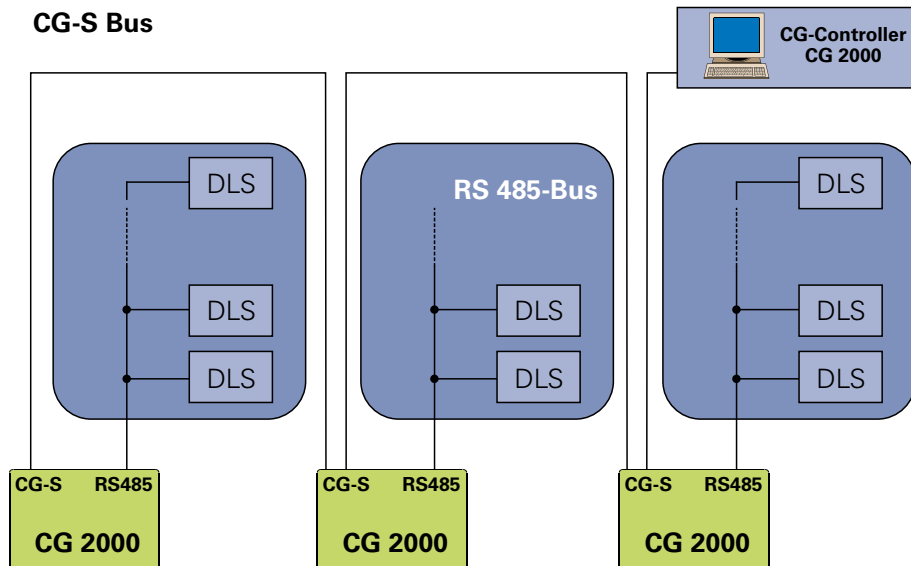 CG-S Bus
CG-Controller
CG 2000
DLS
RS 485-Bus
DLS
DLS
DLS
DLS
DLS
DLS
DLS
CG-S RS485
CG 2000
CG-S RS485
CG 2000
CG-S RS485
CG 2000